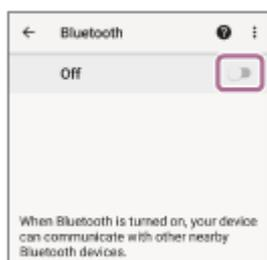 Bluetooth
Off
When Bluetooth is turned on, your device
can communicate with other nearby
Bluetooth devices.